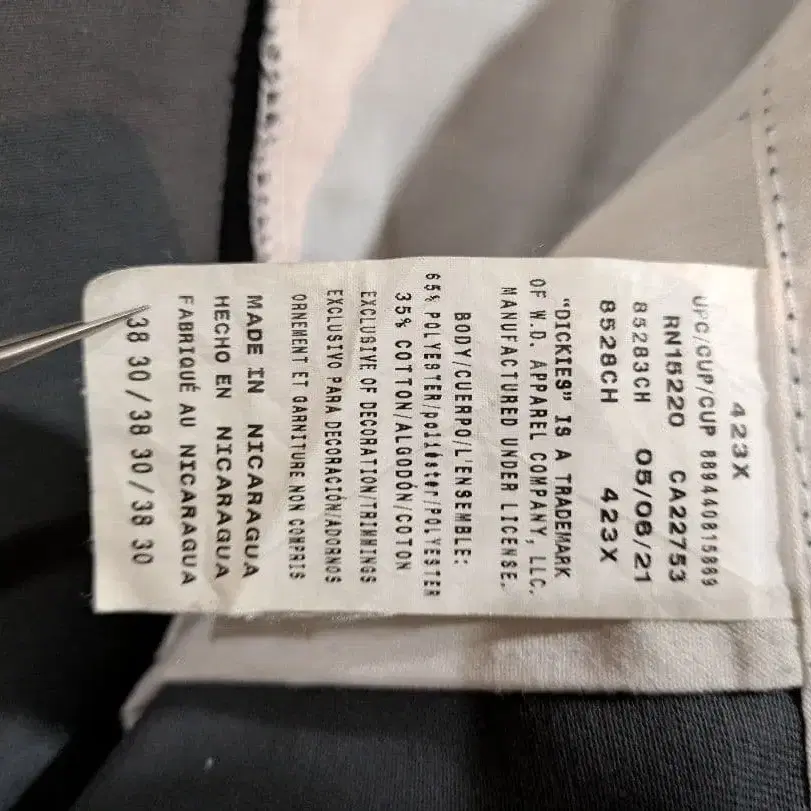 423X
UPC/CUP/CUP 889440815869
RN15220 CA22753
85283CH 05/06/21
8528CH 423X
"DICKIES" IS A TRADEMARK
OF W.D. APPAREL COMPANY, LLC.
MANUFACTURED UNDER LICENSE.
BODY/CUERPO/L'ENSEMBLE:
65% POLYESTER/poliéster/POLYESTER
35% COTTON/ALGODÓN/COTON
EXCLUSIVE OF DECORATION/TRIMMINGS
EXCLUSIVO PARA DECORACIÓN/ADORNOS
ORNEMENT ET GARNITURE NON COMPRIS
MADE IN NICARAGUA
HECHO EN NICARAGUA
FABRIQUÉ AU NICARAGUA
38 30/38 30/38 30